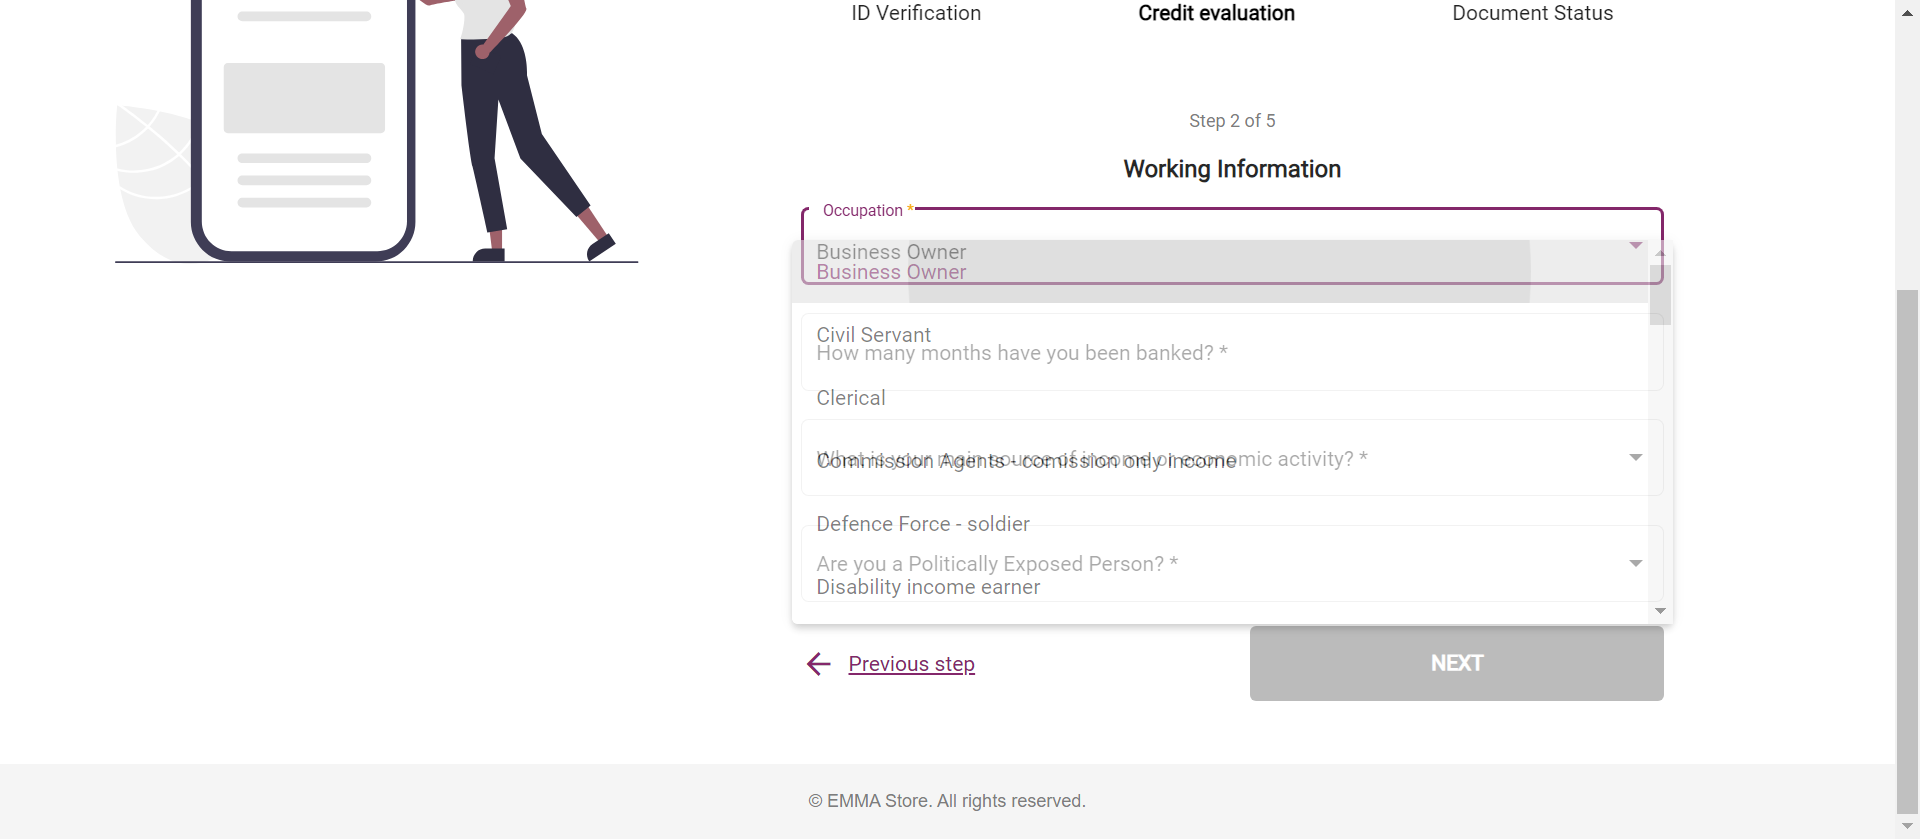 ID Verification
Credit evaluation
Document Status
Step 2 of 5
Working Information
Occupation *
Business Owner
Business Owner
Civil Servant
How many months have you been banked? *
Clerical
What is your main source of income or economic activity? *
Commission Agents - comission only income
Defence Force - soldier
Are you a Politically Exposed Person? *
Disability income earner
Previous step
NEXT
© EMMA Store. All rights reserved.